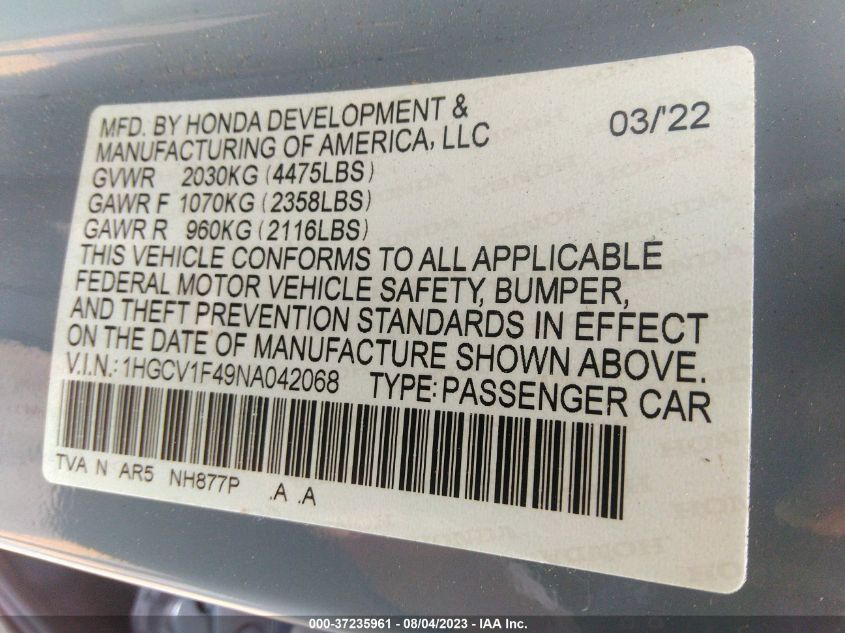 MFD. BY HONDA DEVELOPMENT &
MANUFACTURING OF AMERICA, LLC 03/'22
GVWR 2030KG (4475LBS)
GAWR F 1070KG (2358LBS)
GAWR R 960KG (2116LBS)
THIS VEHICLE CONFORMS TO ALL APPLICABLE
FEDERAL MOTOR VEHICLE SAFETY, BUMPER,
AND THEFT PREVENTION STANDARDS IN EFFECT
ON THE DATE OF MANUFACTURE SHOWN ABOVE.
V.I.N.: 1HGCV1F49NA042068 TYPE: PASSENGER CAR
TVA N AR5 NH877P .A .A
000-37235961 - 08/04/2023 - IAA Inc.